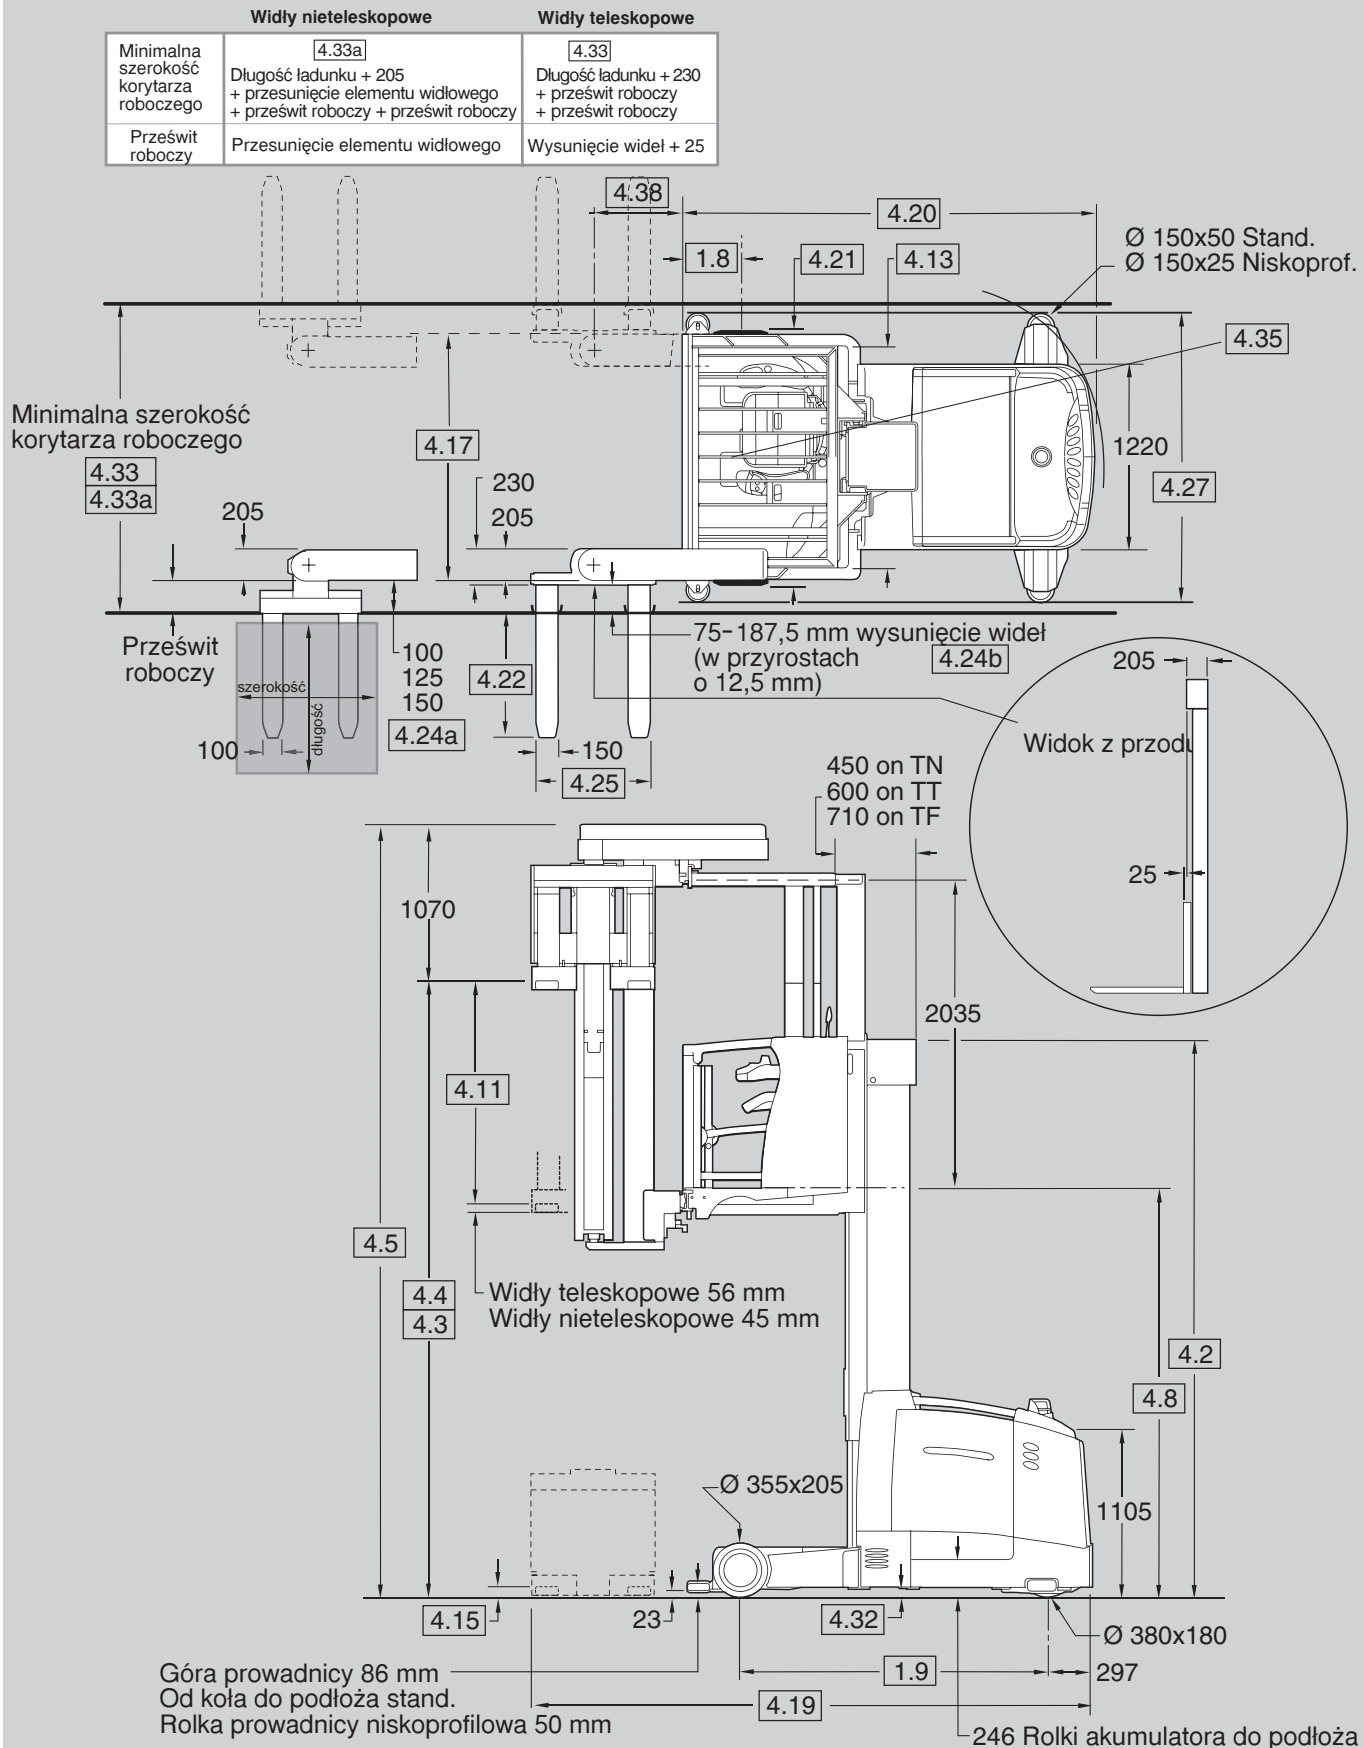 Widły nieteleskopowe
Widły teleskopowe
Minimalna
szerokość
korytarza
roboczego
4.33a
Długość ładunku + 205
+ przesunięcie elementu widłowego
+ prześwit roboczy + prześwit roboczy
4.33
Długość ładunku + 230
+ prześwit roboczy
+ prześwit roboczy
Prześwit
roboczy
Przesunięcie elementu widłowego
Wysunięcie wideł + 25
4.38
4.20
1.8
4.21
4.13
Ø 150x50 Stand.
Ø 150x25 Niskoprof.
4.35
Minimalna szerokość
korytarza roboczego
4.33
4.33a
4.17
1220
4.27
230
205
205
Prześwit
roboczy
szerokość
długość
100
100
125
150
4.24a
4.22
150
4.25
75-187,5 mm wysunięcie wideł
(w przyrostach
o 12,5 mm)
4.24b
205
Widok z przodu
25
450 on TN
600 on TT
710 on TF
1070
2035
4.11
4.5
4.4
4.3
Widły teleskopowe 56 mm
Widły nieteleskopowe 45 mm
4.2
4.8
Ø 355x205
1105
4.15
23
4.32
Ø 380x180
1.9
297
4.19
Góra prowadnicy 86 mm
Od koła do podłoża stand.
Rolka prowadnicy niskoprofilowa 50 mm
246 Rolki akumulatora do podłoża